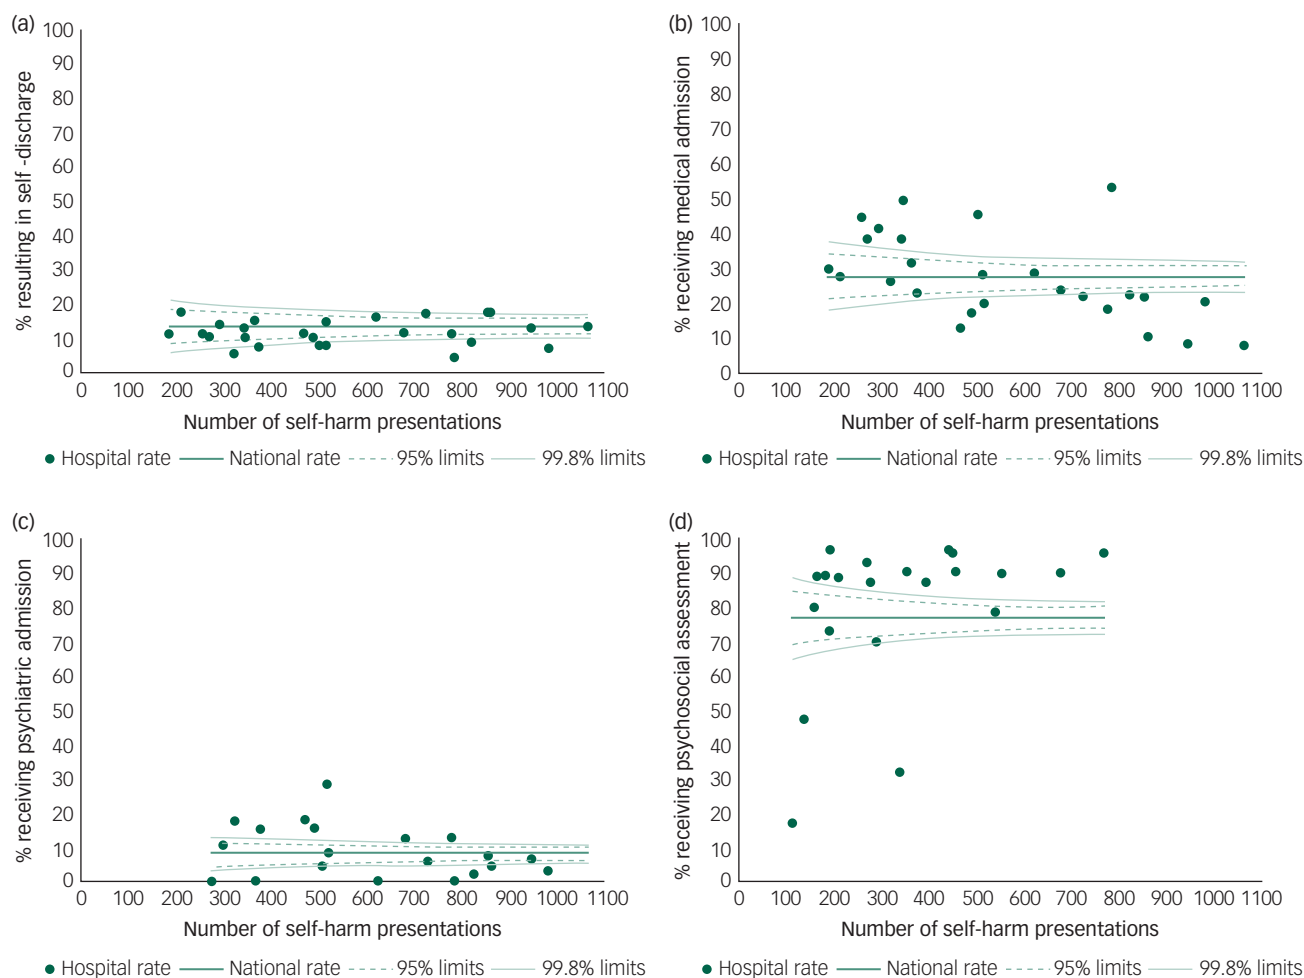 (a)
% resulting in self -discharge
100
90
80
70
60
50
40
30
20
10
0
0 100 200 300 400 500 600 700 800 900 1000 1100
Number of self-harm presentations
Hospital rate National rate 95% limits 99.8% limits
(b)
% receiving medical admission
100
90
80
70
60
50
40
30
20
10
0
0 100 200 300 400 500 600 700 800 900 1000 1100
Number of self-harm presentations
Hospital rate National rate 95% limits 99.8% limits
(c)
% receiving psychiatric admission
100
90
80
70
60
50
40
30
20
10
0
0 100 200 300 400 500 600 700 800 900 1000 1100
Number of self-harm presentations
Hospital rate National rate 95% limits 99.8% limits
(d)
% receiving psychosocial assessment
100
90
80
70
60
50
40
30
20
10
0
0 100 200 300 400 500 600 700 800 900 1000 1100
Number of self-harm presentations
Hospital rate National rate 95% limits 99.8% limits